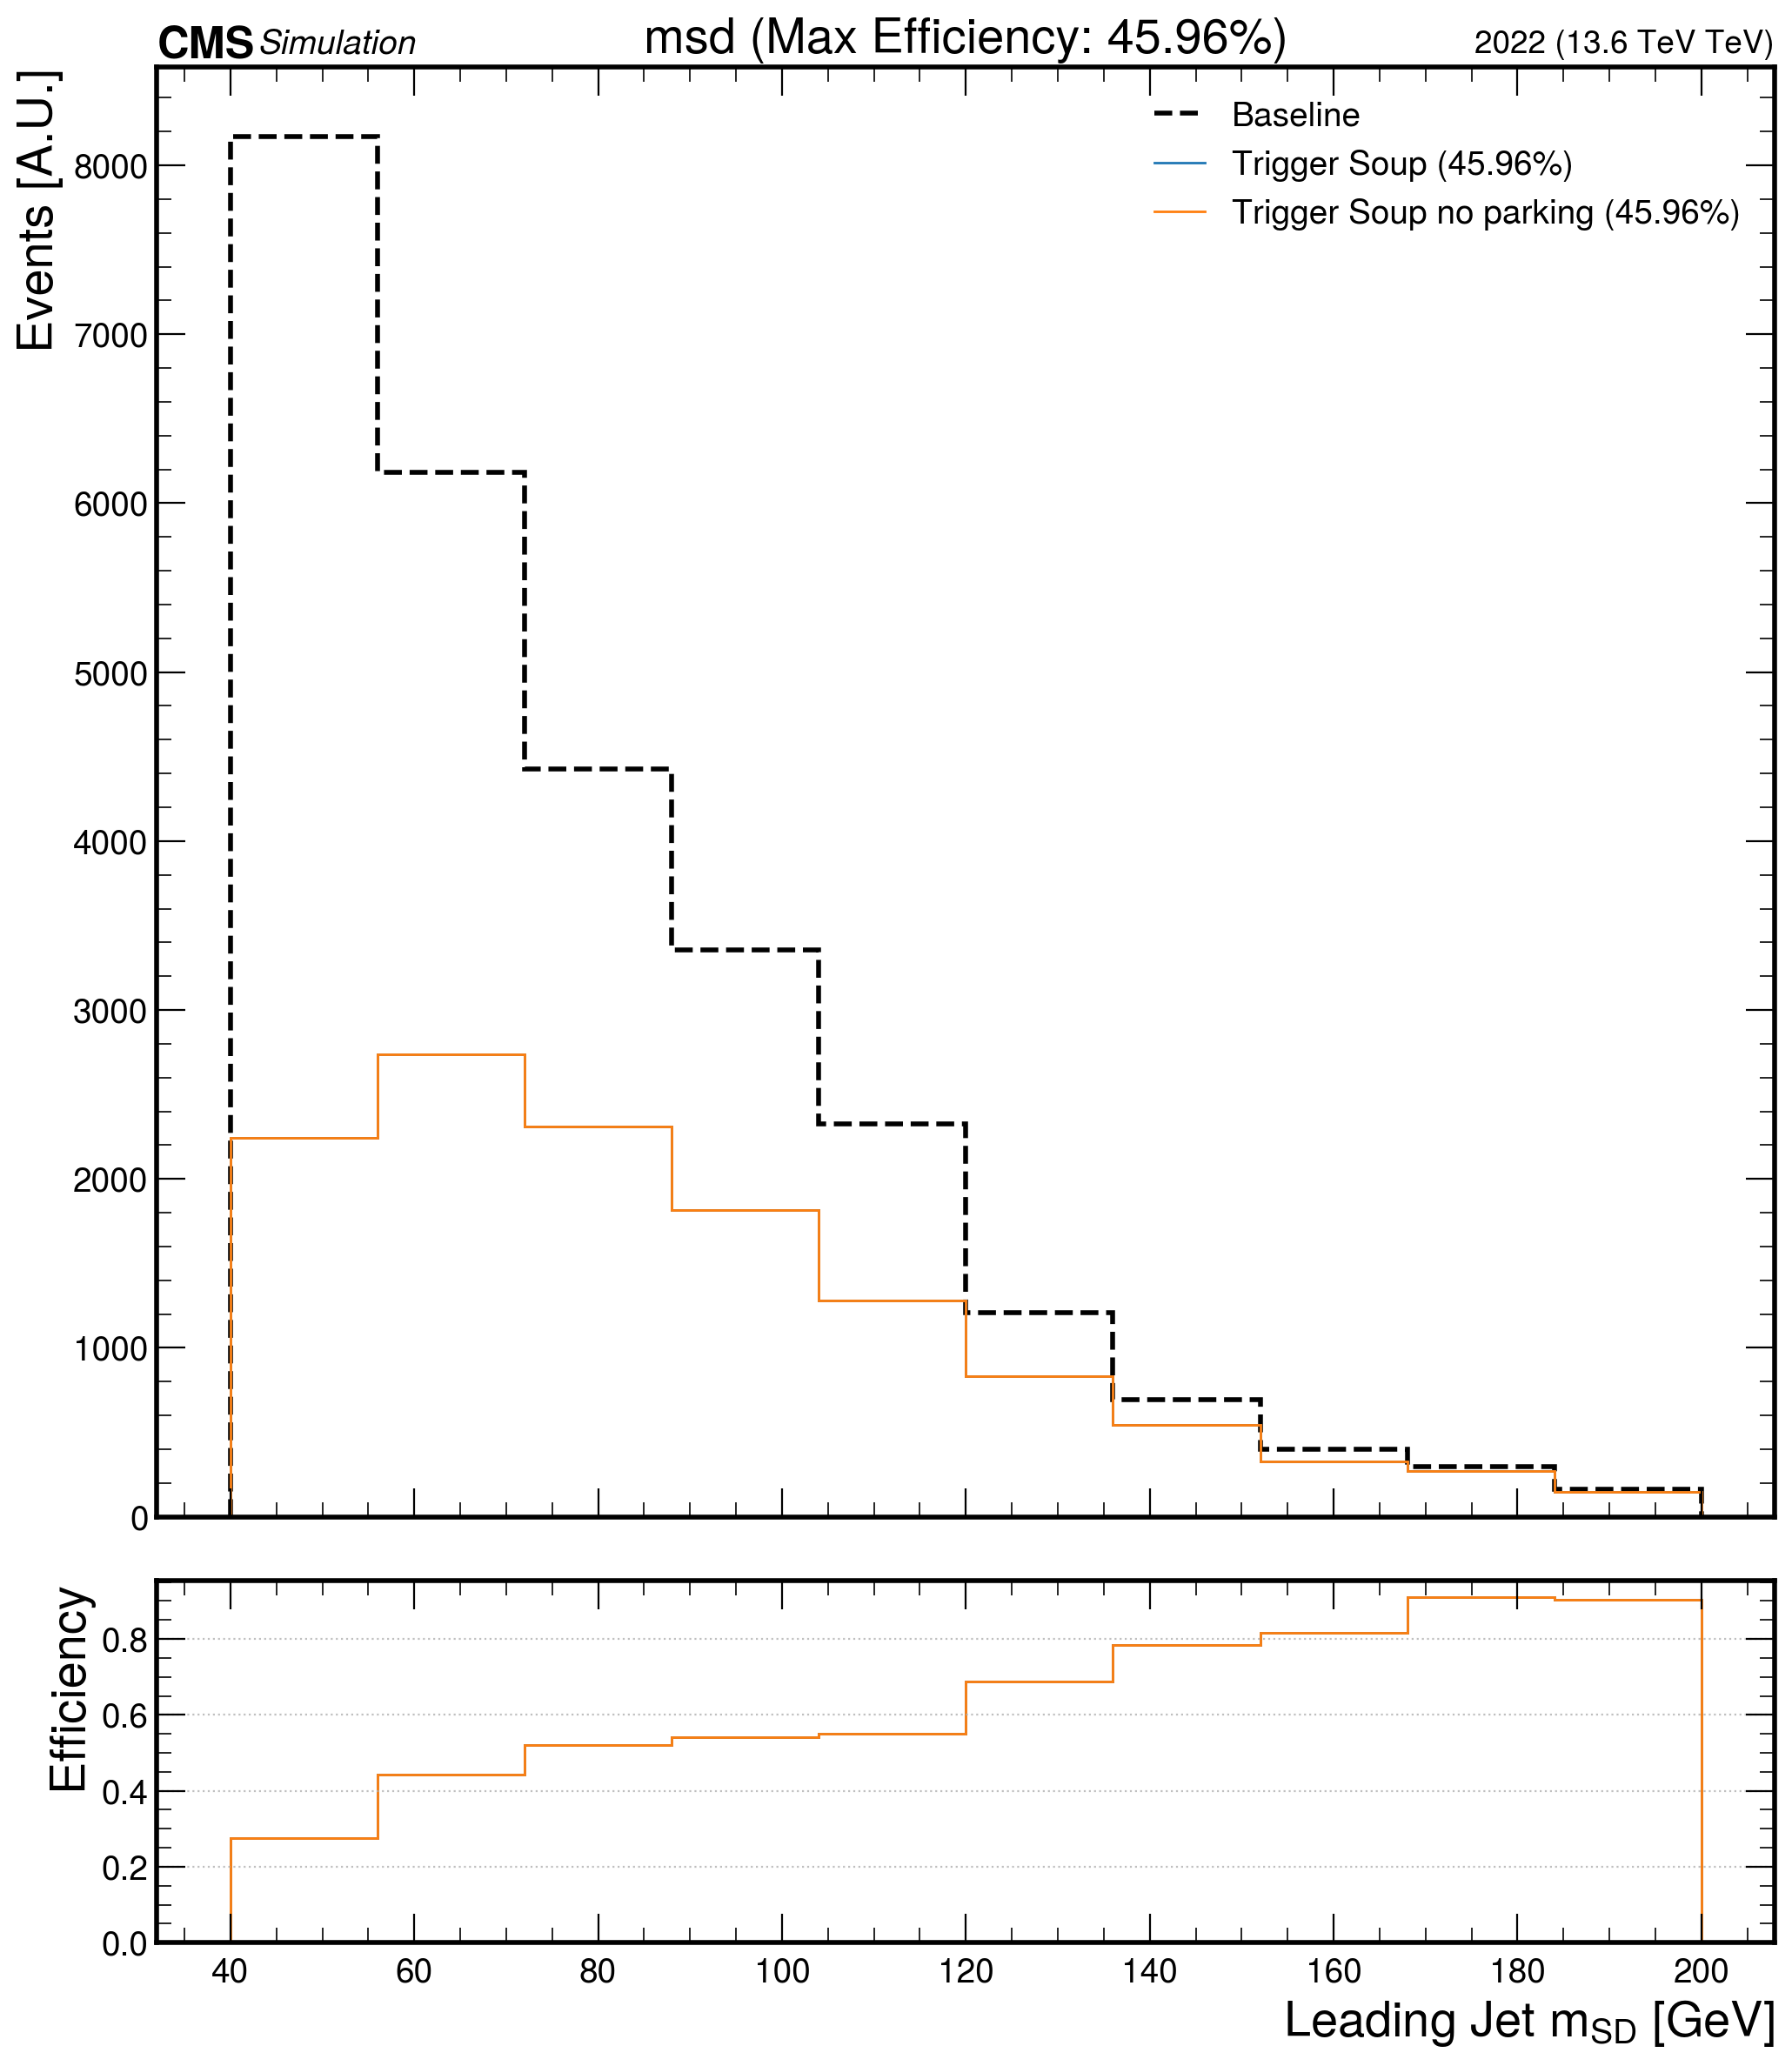 CMS Simulation
msd (Max Efficiency: 45.96%)
2022 (13.6 TeV TeV)
Events [A.U.]
Baseline
Trigger Soup (45.96%)
Trigger Soup no parking (45.96%)
8000
7000
6000
5000
4000
3000
2000
1000
0
Efficiency
0.8
0.6
0.4
0.2
0.0
40 60 80 100 120 140 160 180 200
Leading Jet mSD [GeV]